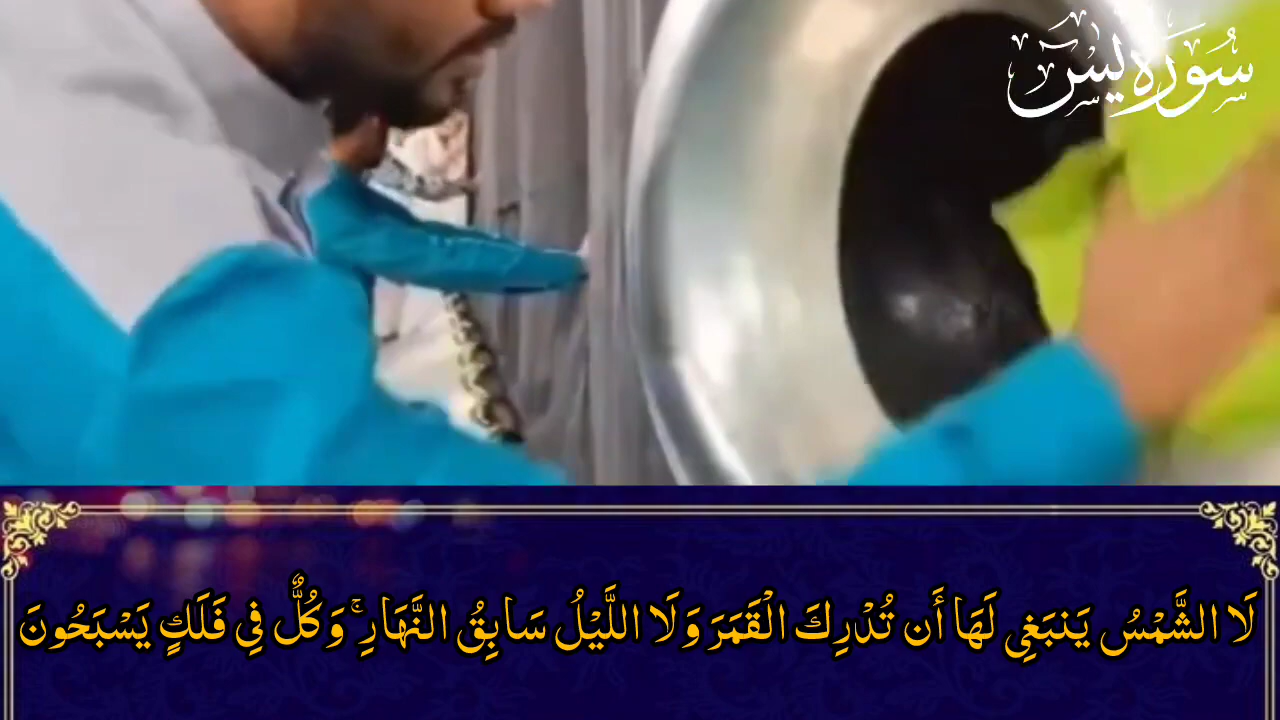 سُورَةُ يسٓ
لَا الشَّمْسُ يَنبَغِي لَهَا أَن تُدْرِكَ الْقَمَرَ وَلَا اللَّيْلُ سَابِقُ النَّهَارِ ۚ وَكُلٌّ فِي فَلَكٍ يَسْبَحُونَ